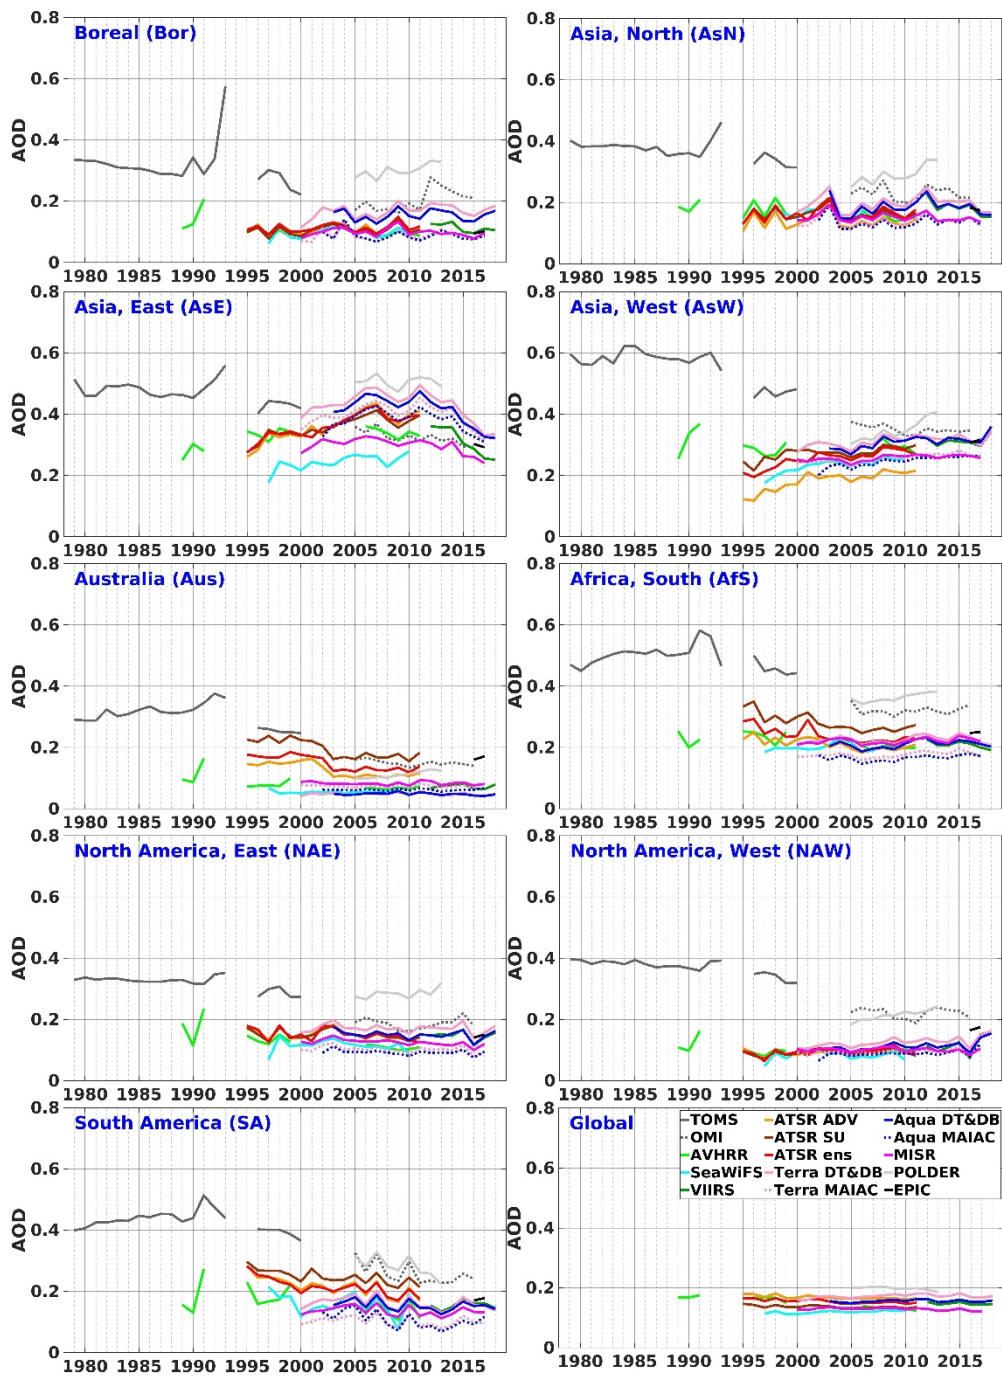 0.8
Boreal (Bor)
0.6
AOD
0.4
0.2
0
1980 1985 1990 1995 2000 2005 2010 2015
0.8
Asia, North (AsN)
0.6
AOD
0.4
0.2
0
1980 1985 1990 1995 2000 2005 2010 2015
0.8
Asia, East (AsE)
0.6
AOD
0.4
0.2
0
1980 1985 1990 1995 2000 2005 2010 2015
0.8
Asia, West (AsW)
0.6
AOD
0.4
0.2
0
1980 1985 1990 1995 2000 2005 2010 2015
0.8
Australia (Aus)
0.6
AOD
0.4
0.2
0
1980 1985 1990 1995 2000 2005 2010 2015
0.8
Africa, South (AfS)
0.6
AOD
0.4
0.2
0
1980 1985 1990 1995 2000 2005 2010 2015
0.8
North America, East (NAE)
0.6
AOD
0.4
0.2
0
1980 1985 1990 1995 2000 2005 2010 2015
0.8
North America, West (NAW)
0.6
AOD
0.4
0.2
0
1980 1985 1990 1995 2000 2005 2010 2015
0.8
South America (SA)
0.6
AOD
0.4
0.2
0
1980 1985 1990 1995 2000 2005 2010 2015
0.8
Global
TOMS ATSR ADV Aqua DT&DB
OMI ATSR SU Aqua MAIAC
AVHRR ATSR ens MISR
SeaWiFS Terra DT&DB POLDER
VIIRS Terra MAIAC EPIC
0.6
AOD
0.4
0.2
0
1980 1985 1990 1995 2000 2005 2010 2015